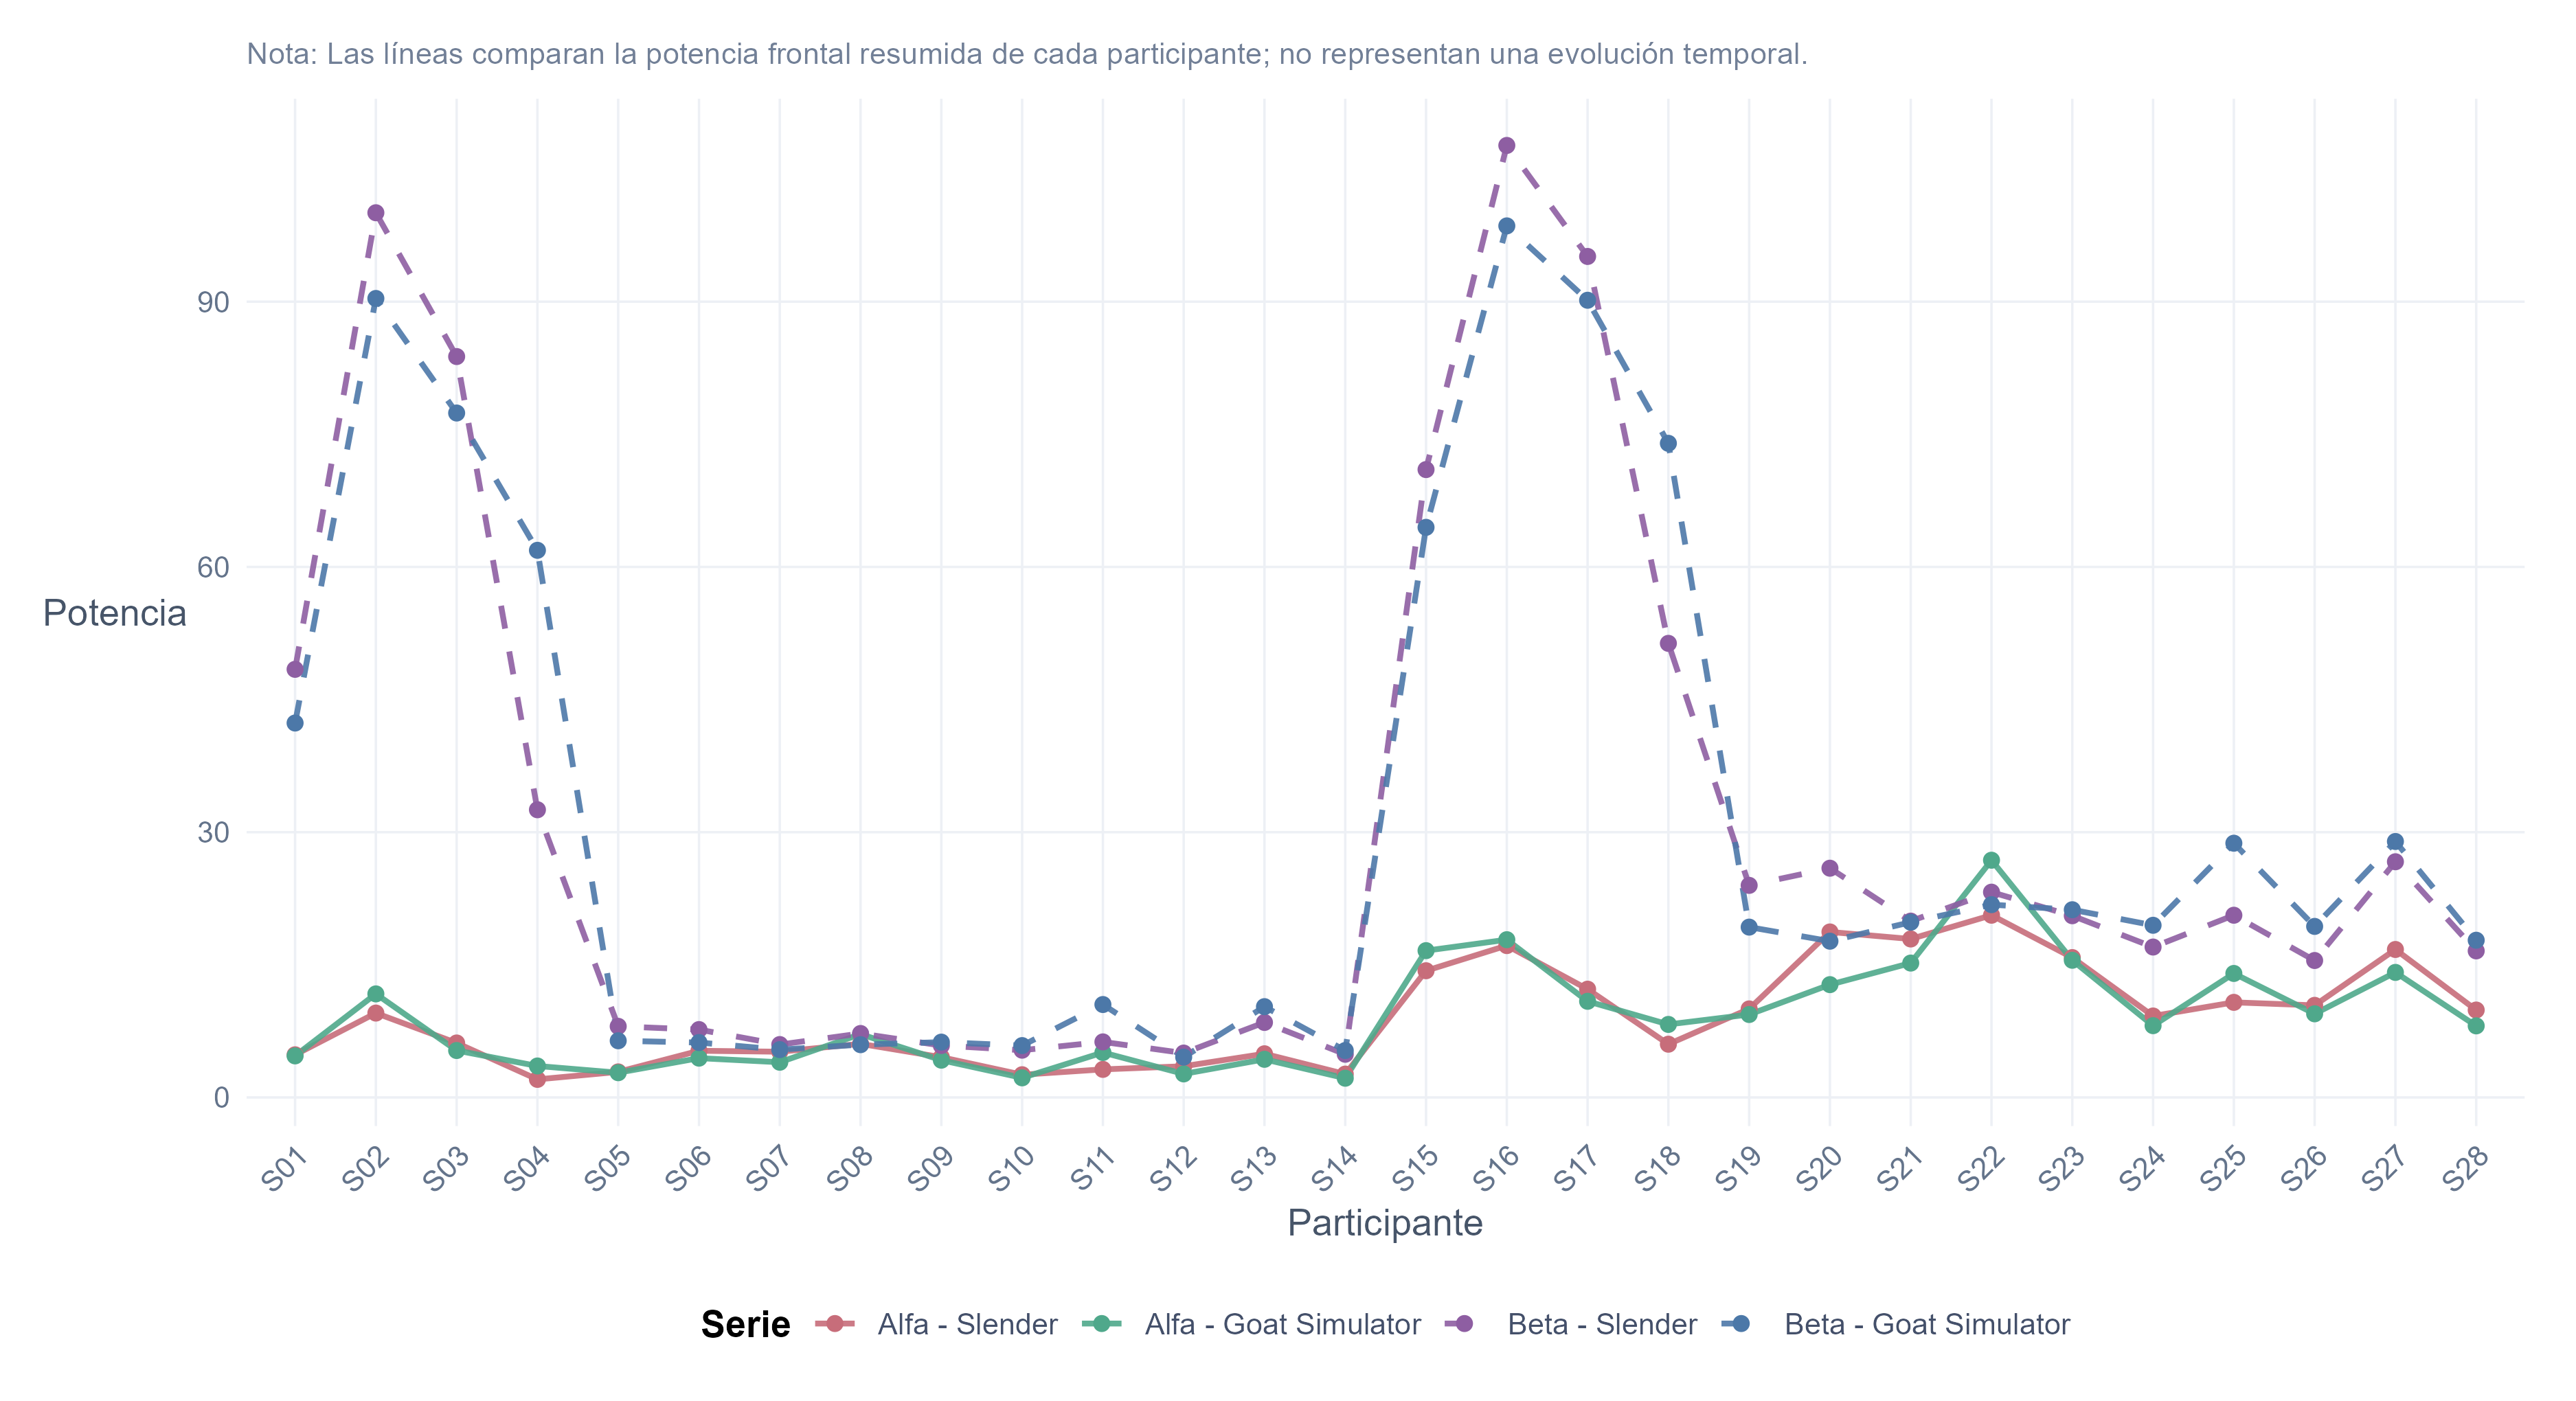 Nota: Las líneas comparan la potencia frontal resumida de cada participante; no representan una evolución temporal.
90
60
Potencia
30
0
S01 S02 S03 S04 S05 S06 S07 S08 S09 S10 S11 S12 S13 S14 S15 S16 S17 S18 S19 S20 S21 S22 S23 S24 S25 S26 S27 S28
Participante
Serie Alfa - Slender Alfa - Goat Simulator Beta - Slender Beta - Goat Simulator